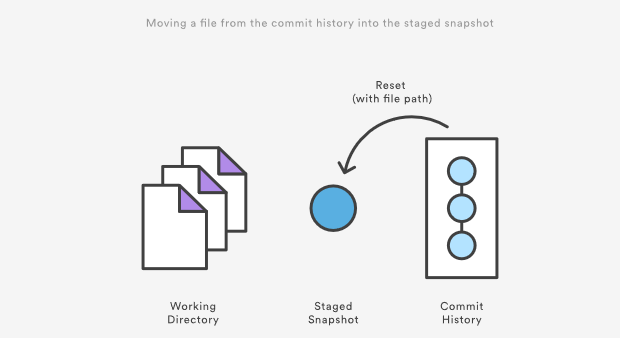 Moving a file from the commit history into the staged snapshot
Reset
(with file path)
Working
Directory
Staged
Snapshot
Commit
History